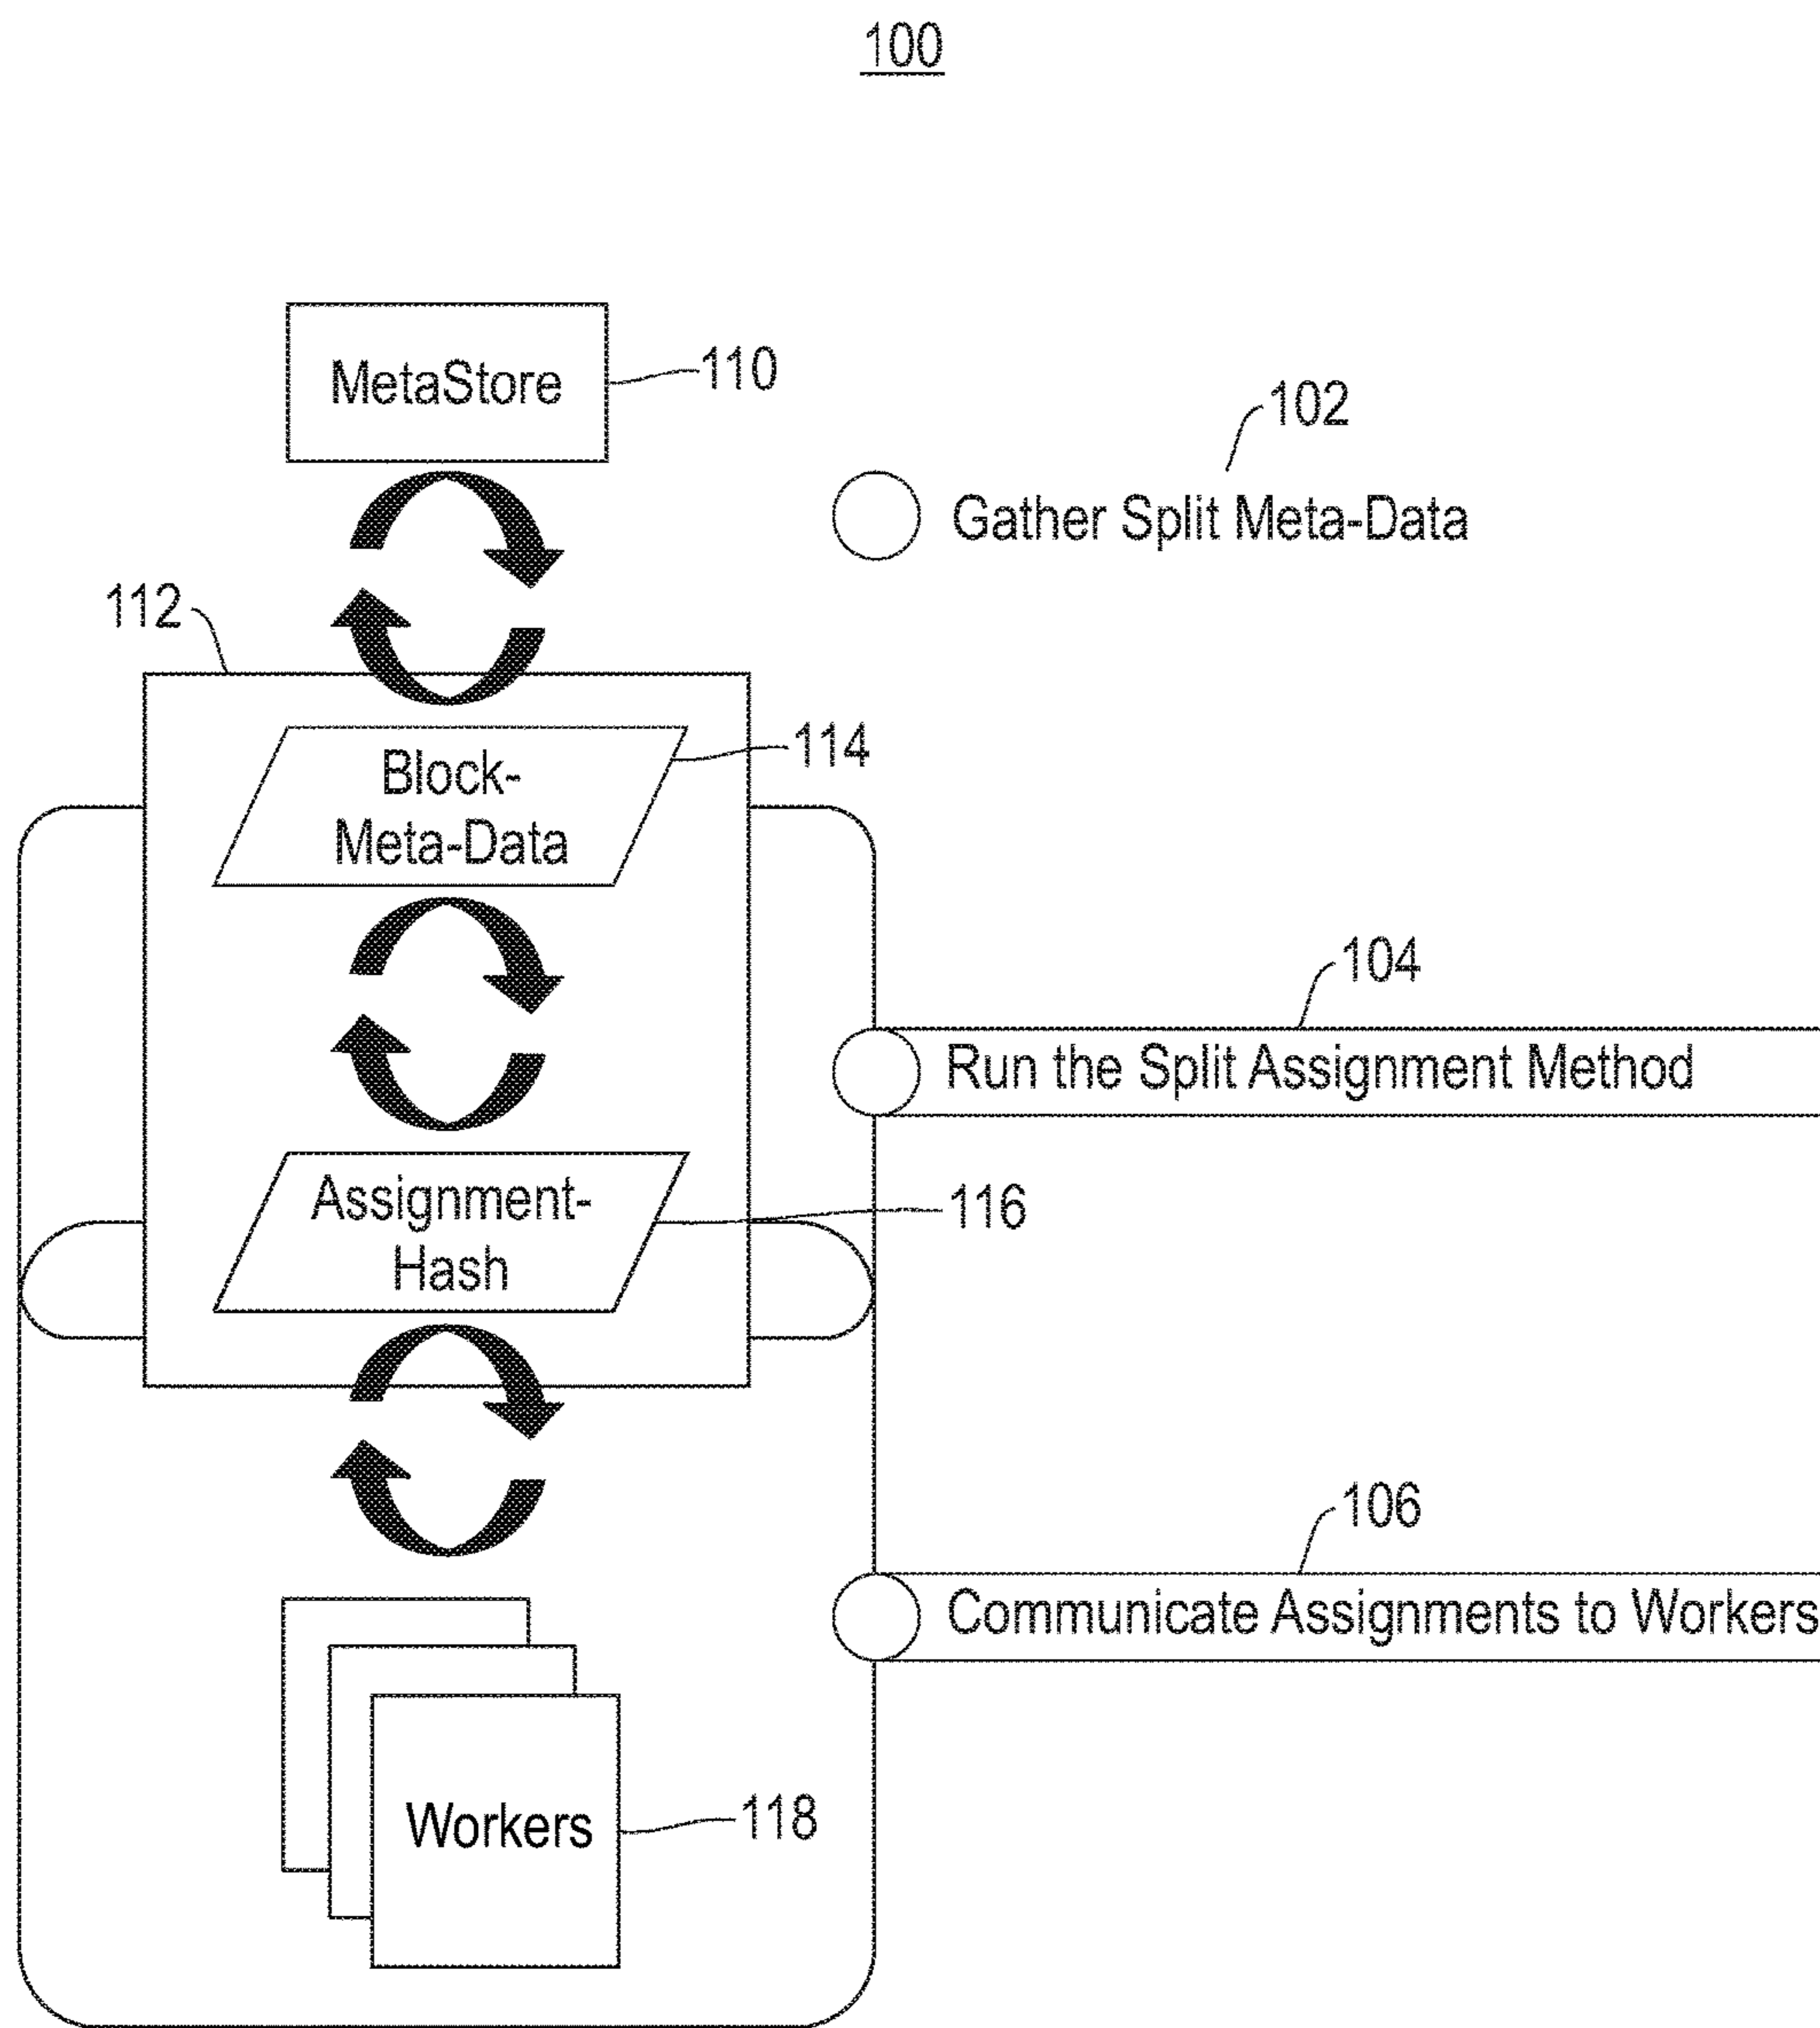 100
MetaStore
110
102
Gather Split Meta-Data
112
Block-
Meta-Data
114
104
Run the Split Assignment Method
Assignment-
Hash
116
106
Communicate Assignments to Workers
Workers
118